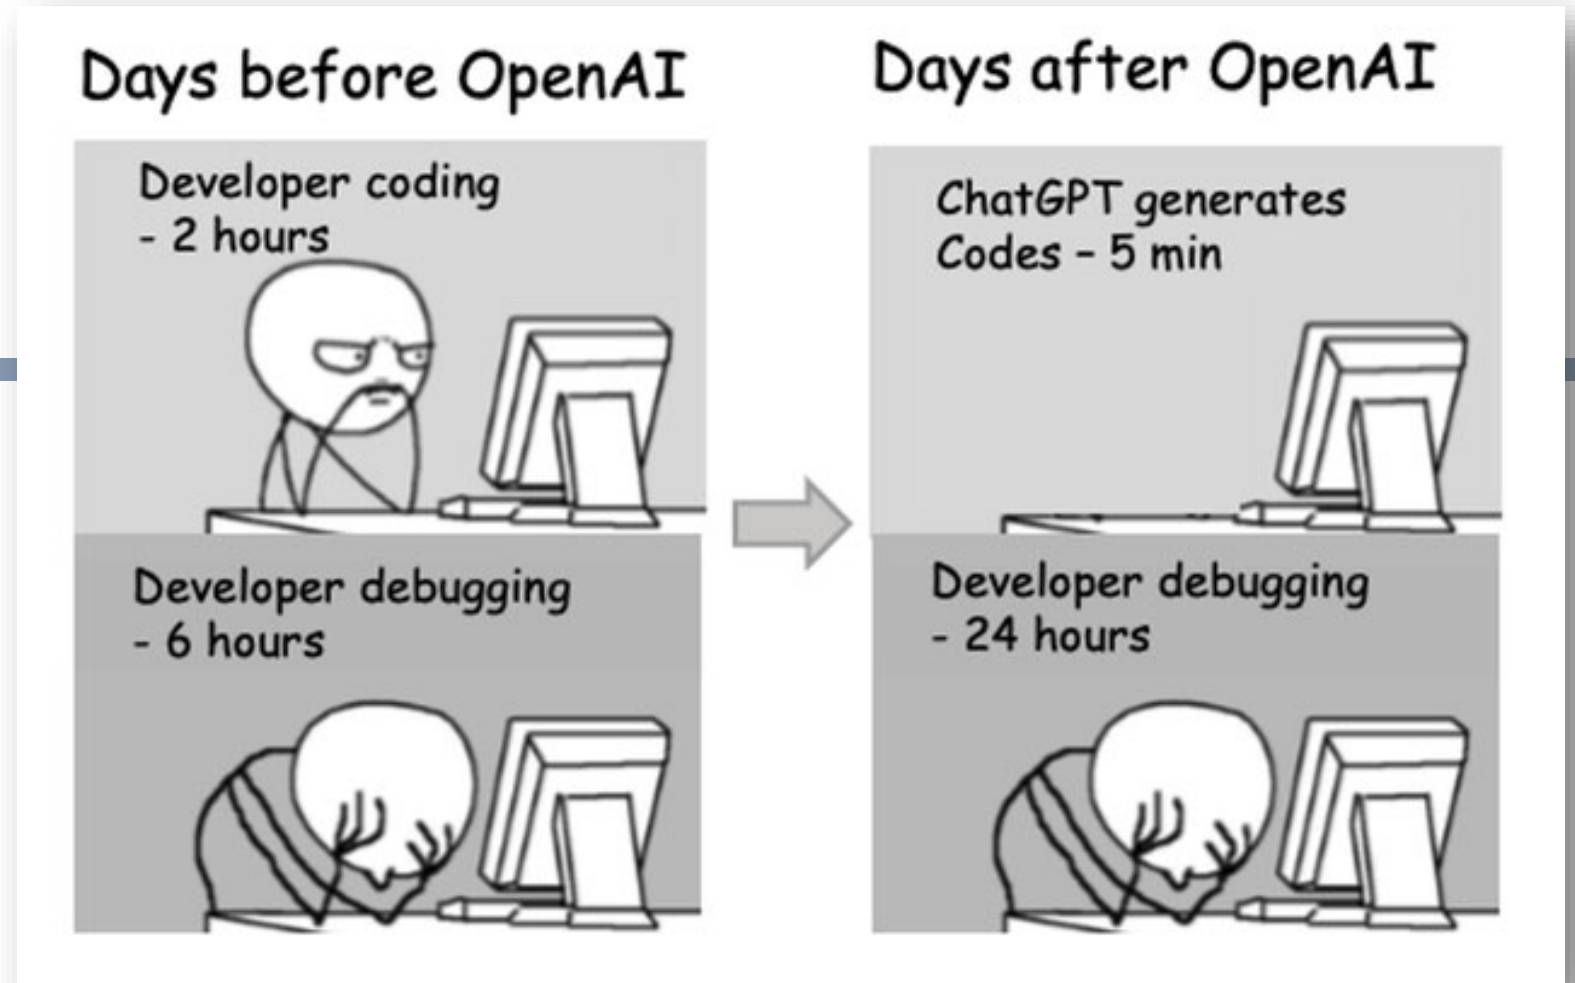 Days before OpenAI
Developer coding
- 2 hours
Developer debugging
- 6 hours
Days after OpenAI
ChatGPT generates
Codes – 5 min
Developer debugging
- 24 hours